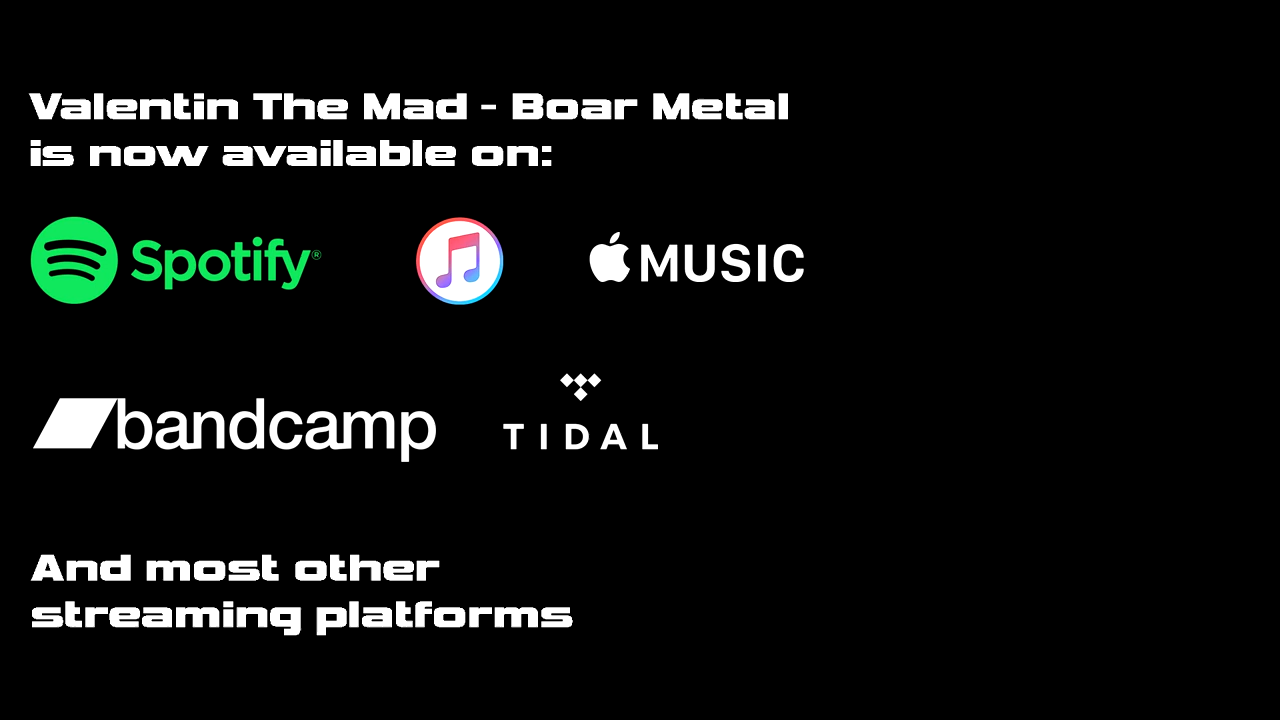 Valentin The Mad - Boar Metal
is now available on:
Spotify®
MUSIC
bandcamp
TIDAL
And most other
streaming platforms